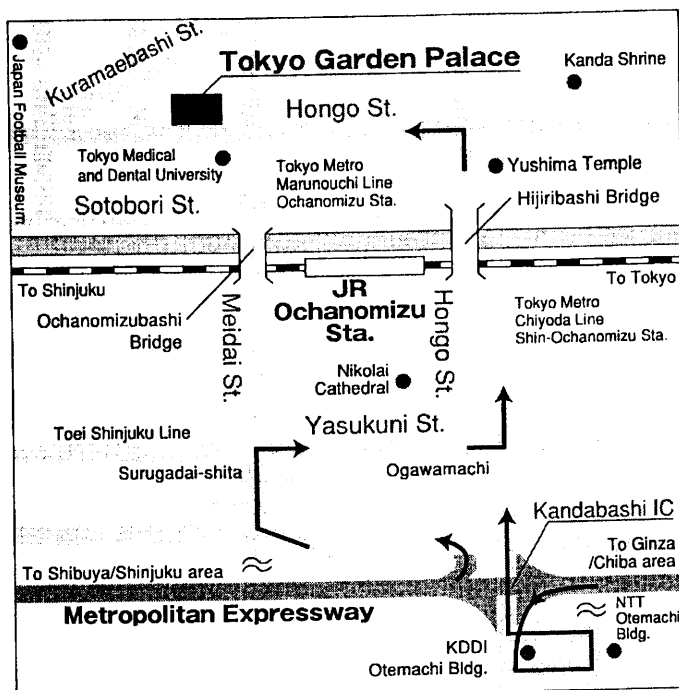 Kuramaebashi St.
Japan Football Museum
Tokyo Garden Palace
Kanda Shrine
Hongo St.
Tokyo Medical
and Dental University
Tokyo Metro
Marunouchi Line
Ochanomizu Sta.
Yushima Temple
Sotobori St.
Hijiribashi Bridge
To Shinjuku
To Tokyo
Ochanomizubashi
Bridge
Meidai St.
JR
Ochanomizu
Sta.
Hongo St.
Tokyo Metro
Chiyoda Line
Shin-Ochanomizu Sta.
Nikolai
Cathedral
Toei Shinjuku Line
Yasukuni St.
Surugadai-shita
Ogawamachi
Kandabashi IC
To Shibuya/Shinjuku area
To Ginza
/Chiba area
Metropolitan Expressway
NTT
Otemachi
Bldg.
KDDI
Otemachi Bldg.